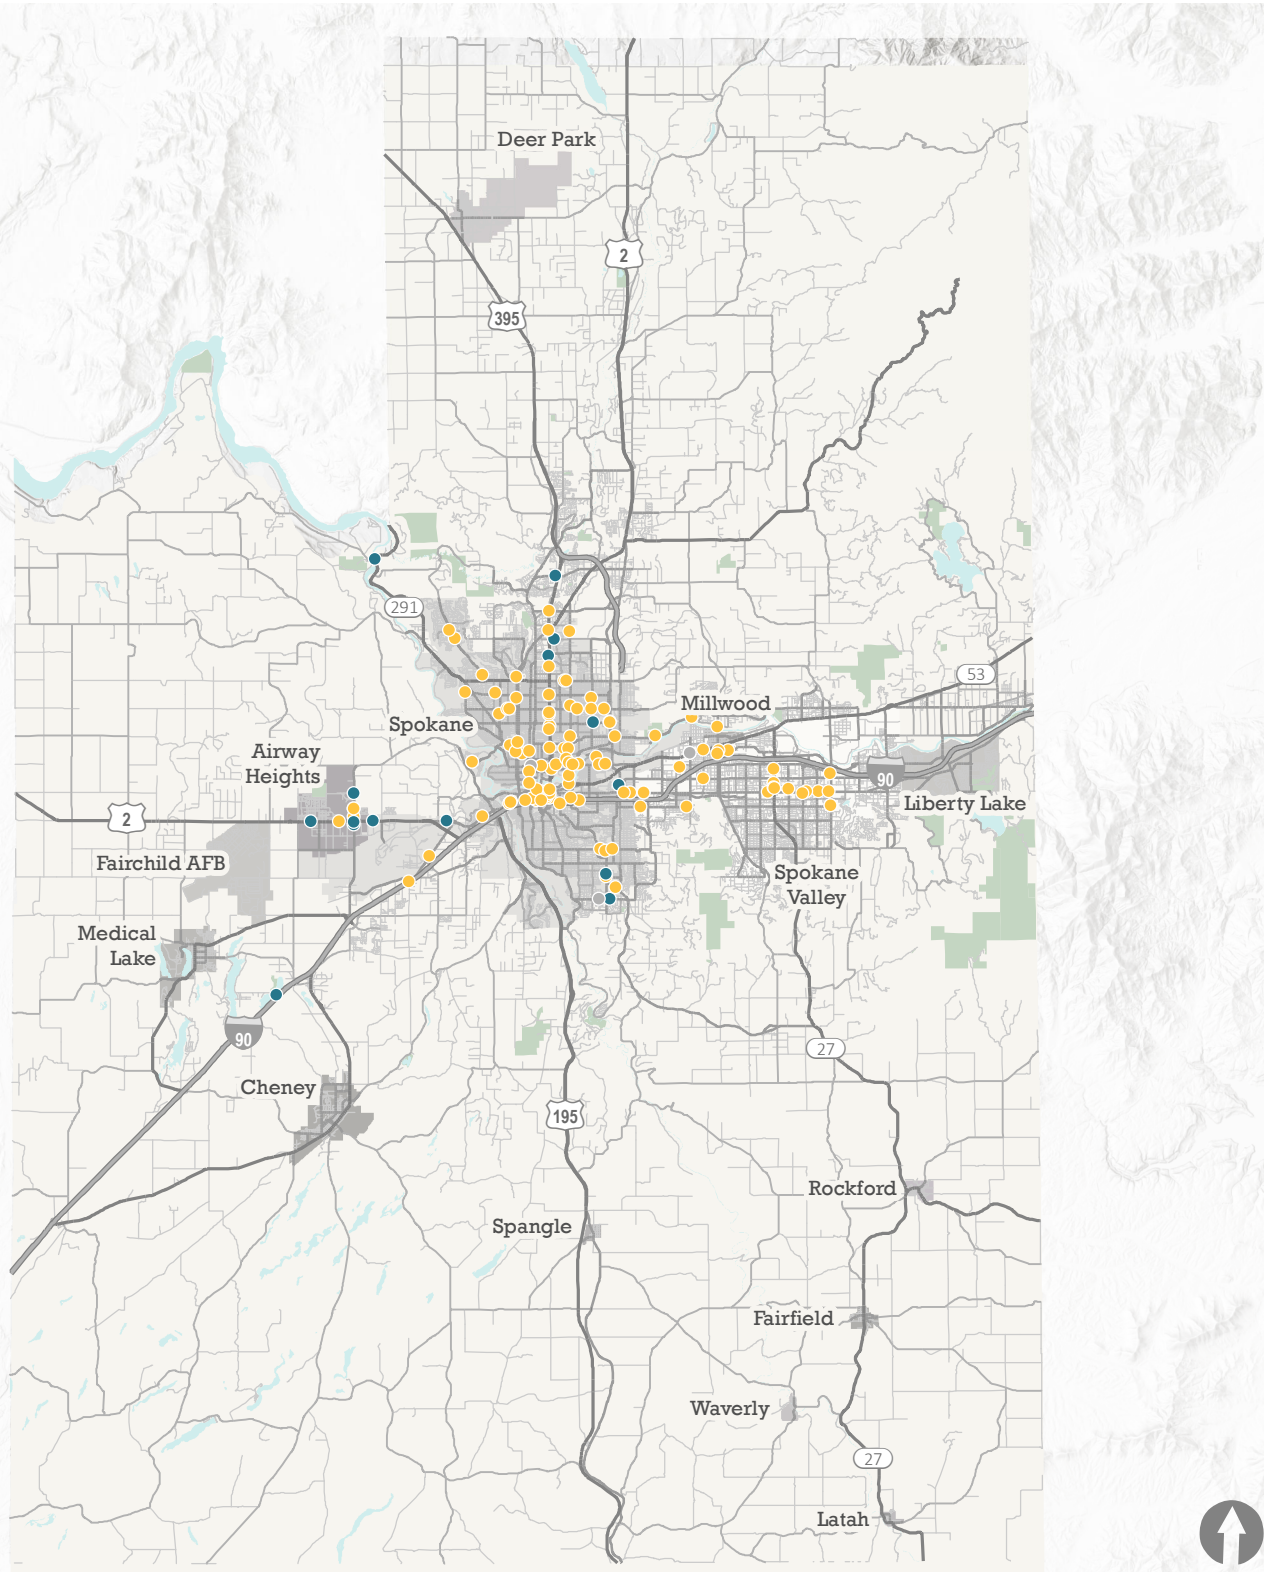 Deer Park
2
395
291
53
Millwood
Spokane
Airway
Heights
90
Liberty Lake
2
Fairchild AFB
Spokane
Valley
Medical
Lake
90
27
Cheney
195
Rockford
Spangle
Fairfield
Waverly
27
Latah